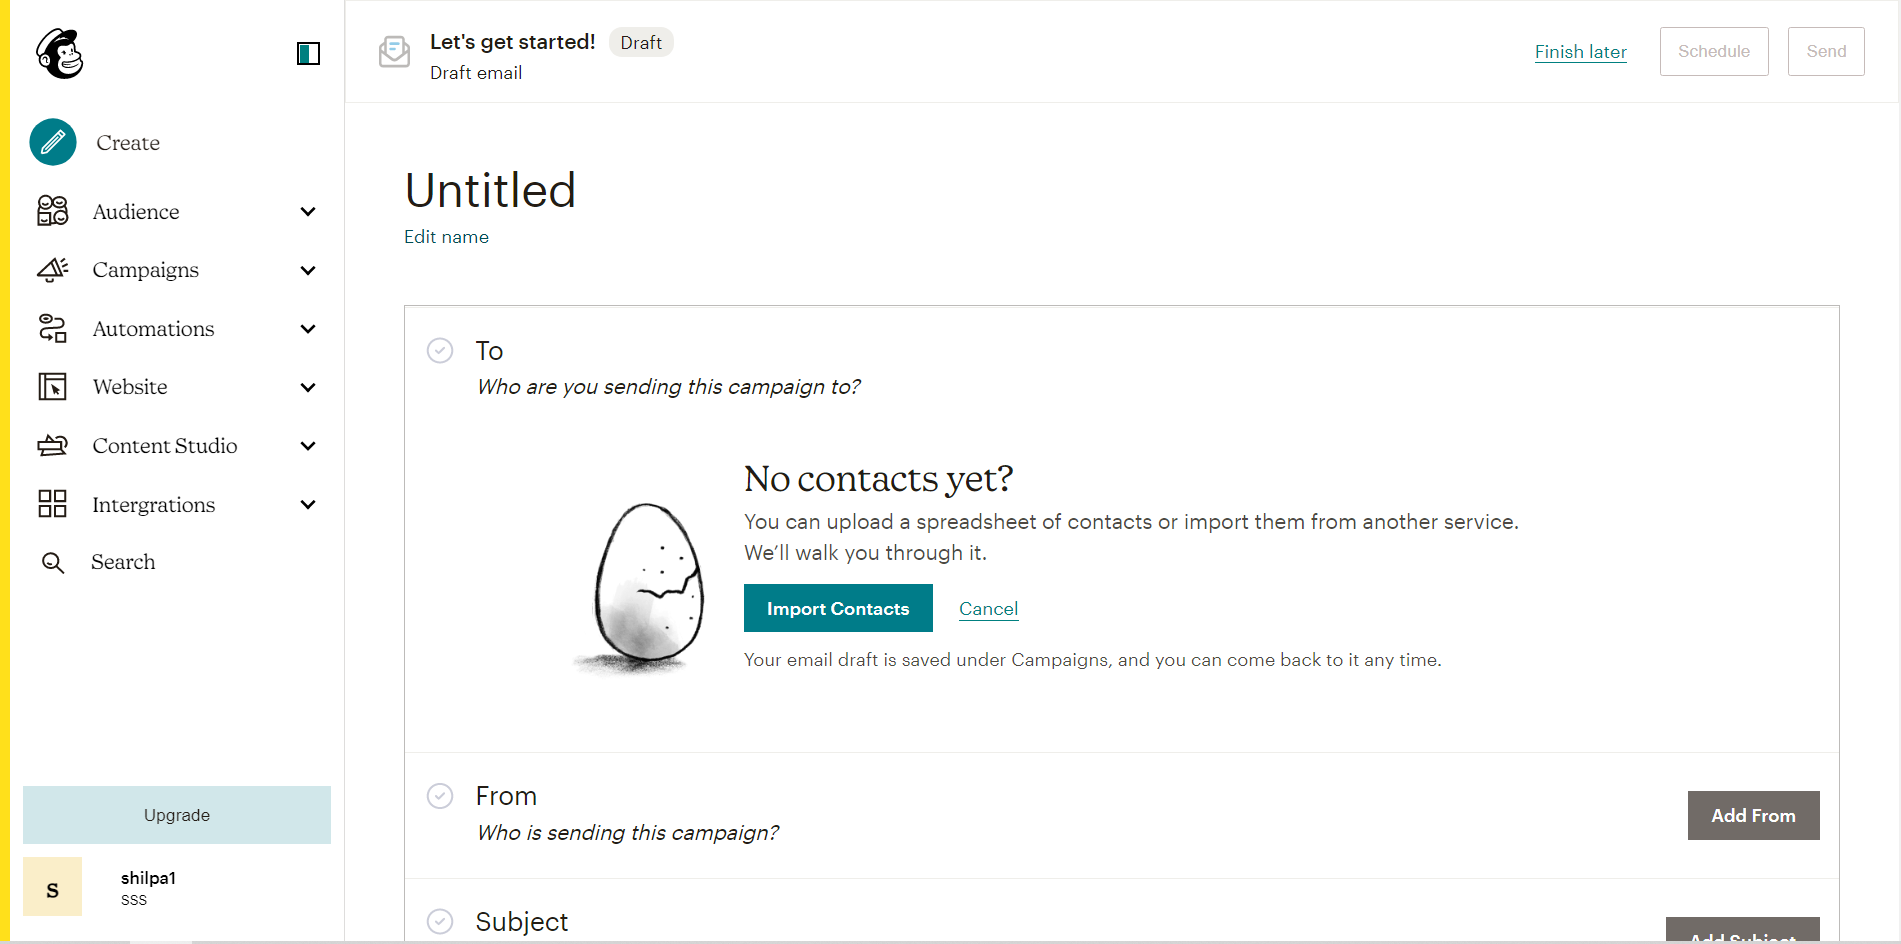 Create
Audience
Campaigns
Automations
Website
Content Studio
Intergrations
Search
Upgrade
S
shilpa1
SSS
Let's get started!
Draft
Draft email
Finish later
Schedule
Send
Untitled
Edit name
To
Who are you sending this campaign to?
No contacts yet?
You can upload a spreadsheet of contacts or import them from another service.
We'll walk you through it.
Import Contacts
Cancel
Your email draft is saved under Campaigns, and you can come back to it any time.
From
Who is sending this campaign?
Add From
Subject
Add Subject